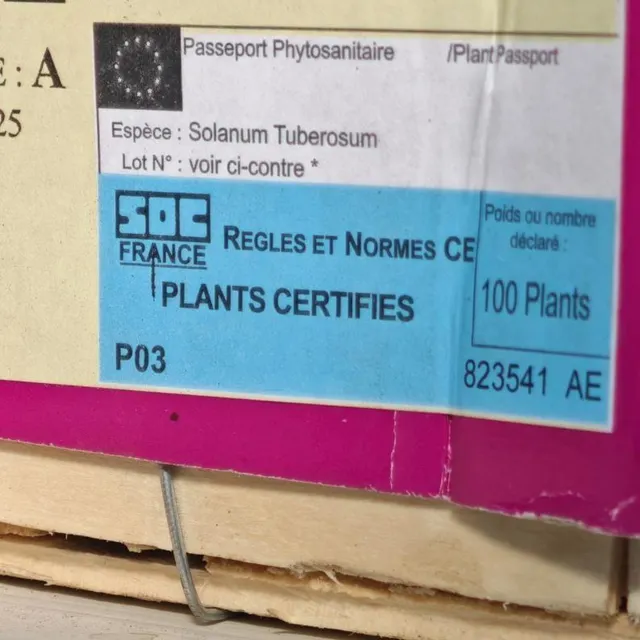 E : A
25
Passeport Phytosanitaire /Plant Passport
Espèce : Solanum Tuberosum
Lot N° : voir ci-contre *
SOC
FRANCE
REGLES ET NORMES CE
PLANTS CERTIFIES
Poids ou nombre
déclaré :
100 Plants
P03
823541 AE